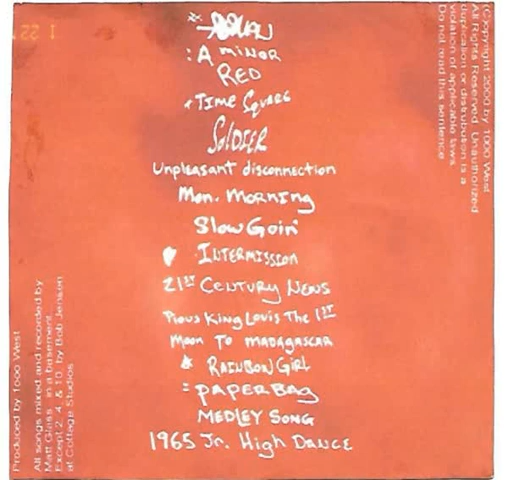 A MINOR
RED
TIME SQUARE
SOLDIER
UNPLEASANT disconnection
Mon. MORNING
Slow Goin'
INTERMISSION
21ST CENTURY NEWS
Pious King Louis The 1ST
MOON TO MADAGASCAR
RAINBOW GIRL
PAPER BAG
MEDLEY SONG
1965 Jr. High DANCE
(C)opyright 2000 by 1000 West
All Rights Reserved. Unauthorized
duplication or distrubution is a
violation of applicable laws.
Do not read this sentence
Produced by 1000 West
All songs mixed and recorded by
Matt Glass in a basement...
Except 2, 4, & 10 by Bob Jensen
at Cottage Studios